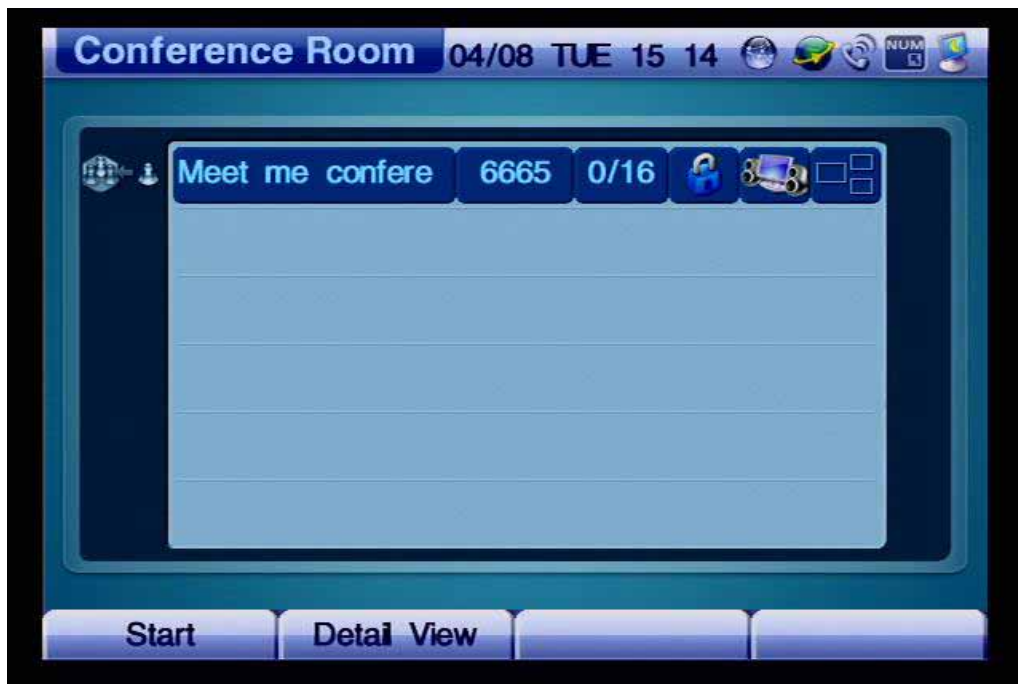 Conference Room 04/08 TUE 15 14 NUM
Meet me confere 6665 0/16
Start Detail View